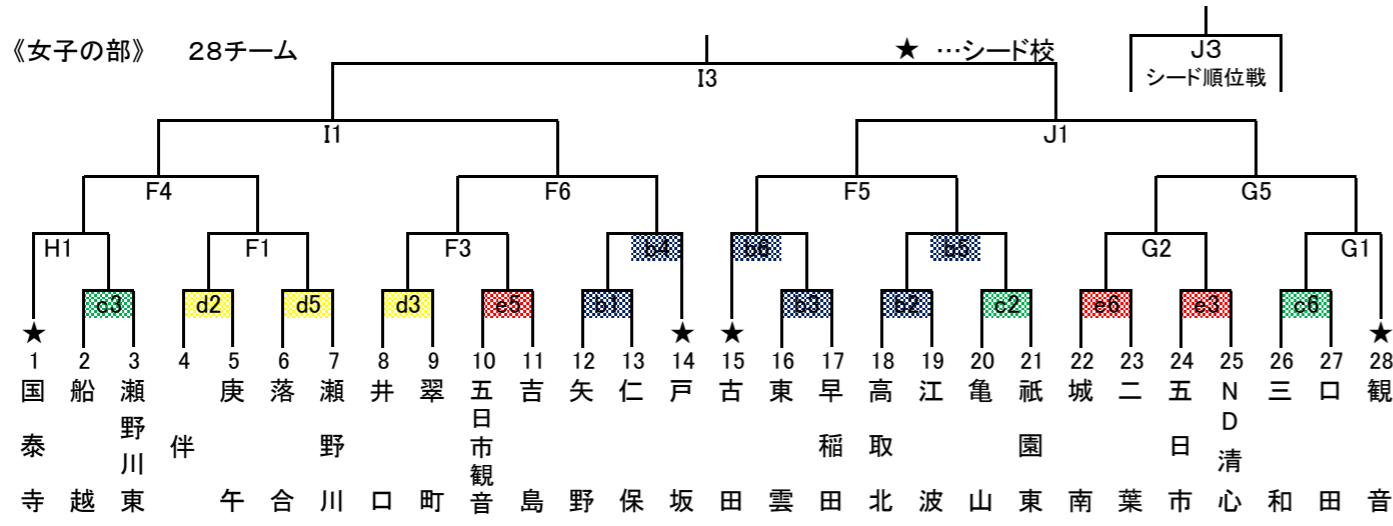 《女子の部》 28チーム
★ …シード校
J3
シード順位戦
I3
I1
J1
F4
F6
F5
G5
H1
F1
F3
b4
b6
b5
G2
G1
c3
d2
d5
d3
e5
b1
b3
b2
c2
e6
e3
c6
★ ★ ★ ★
1 2 3 4 5 6 7 8 9 10 11 12 13 14 15 16 17 18 19 20 21 22 23 24 25 26 27 28
国泰寺
船越
瀬野川東
伴
庚午
落合
瀬野川
井口
翠町
五日市観音
吉島
矢野
仁保
戸坂
古田
東雲
早稲田
高取北
江波
亀山
祇園東
城南
二葉
五日市
ND清心
三和
口田
観音